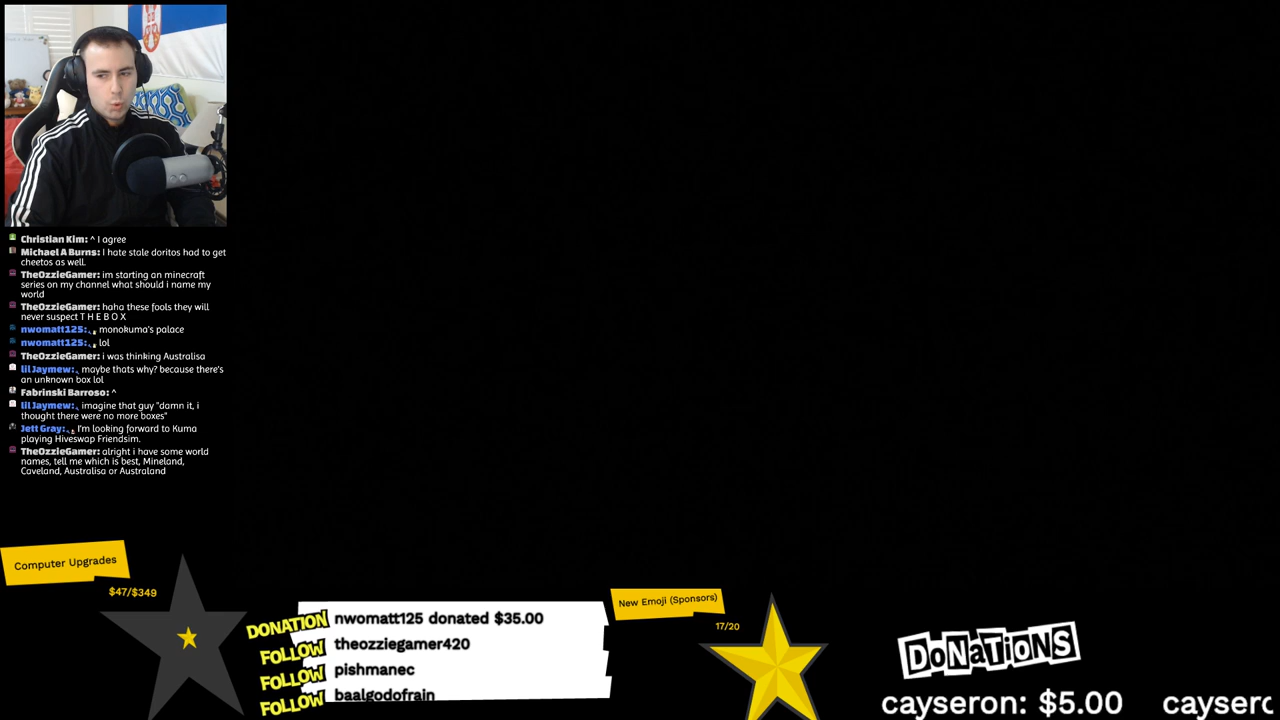 Christian Kim: ^ I agree
Michael A Burns: I hate stale doritos had to get
cheetos as well.
TheOzzieGamer: im starting an minecraft
series on my channel what should i name my
world
TheOzzieGamer: haha these fools they will
never suspect T H E B O X
nwomatt125: monokuma's palace
nwomatt125: lol
TheOzzieGamer: i was thinking Australisa
lil Jaymew: maybe thats why? because there's
an unknown box lol
Fabrinski Barroso: ^
lil Jaymew: imagine that guy "damn it, i
thought there were no more boxes"
Jett Gray: I'm looking forward to Kuma
playing Hiveswap Friendsim.
TheOzzieGamer: alright i have some world
names, tell me which is best, Mineland,
Caveland, Australisa or Australand
Computer Upgrades
$47/$349
DONATION nwomatt125 donated $35.00
FOLLOW theozziegamer420
FOLLOW pishmanec
FOLLOW baalgodofrain
New Emoji (Sponsors)
17/20
DoNaTioNS
cayseron: $5.00 caysero